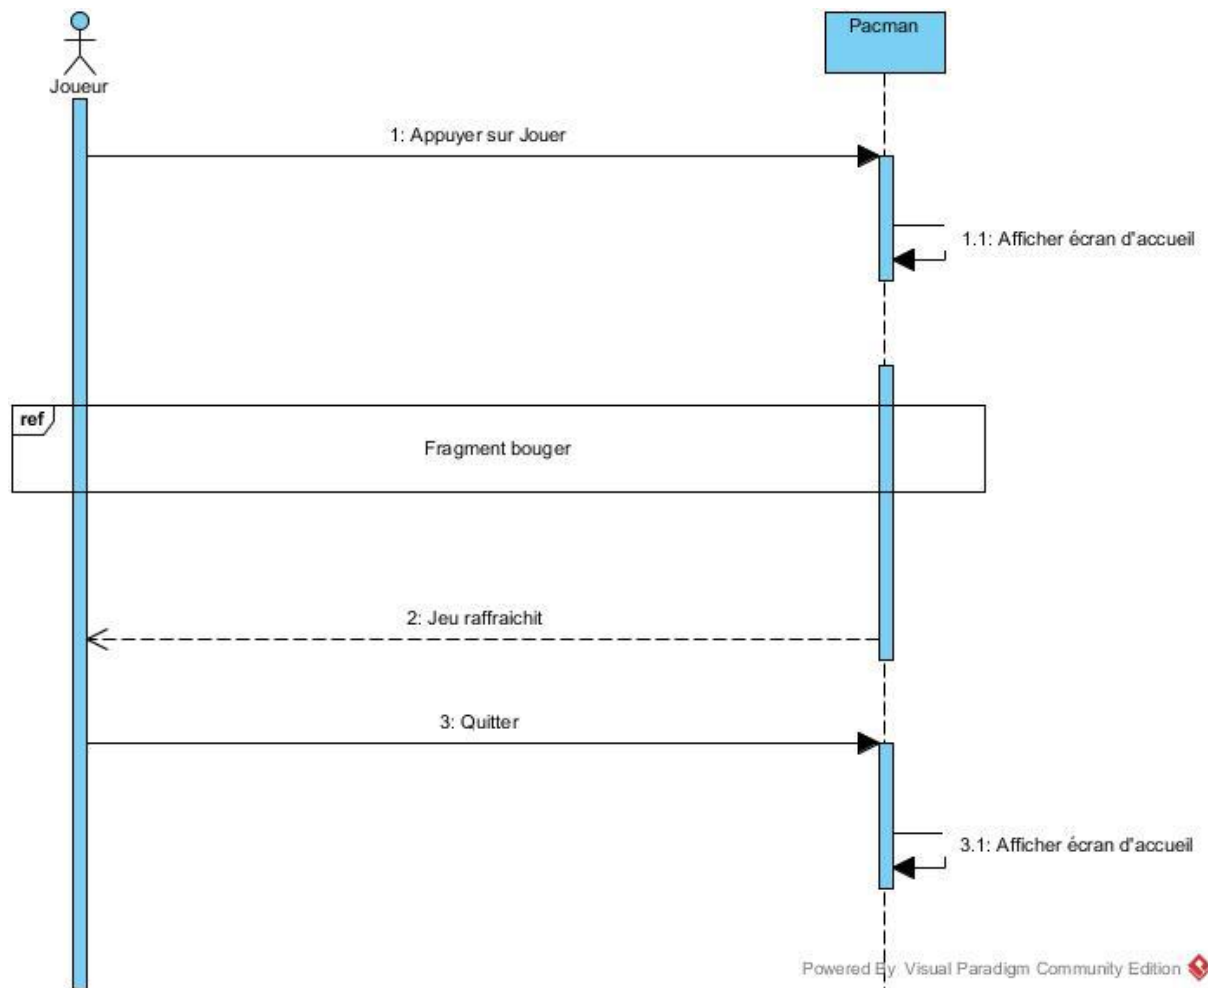 Pacman
Joueur
1: Appuyer sur Jouer
1.1: Afficher écran d'accueil
ref
Fragment bouger
2: Jeu raffraichit
3: Quitter
3.1: Afficher écran d'accueil
Powered By Visual Paradigm Community Edition